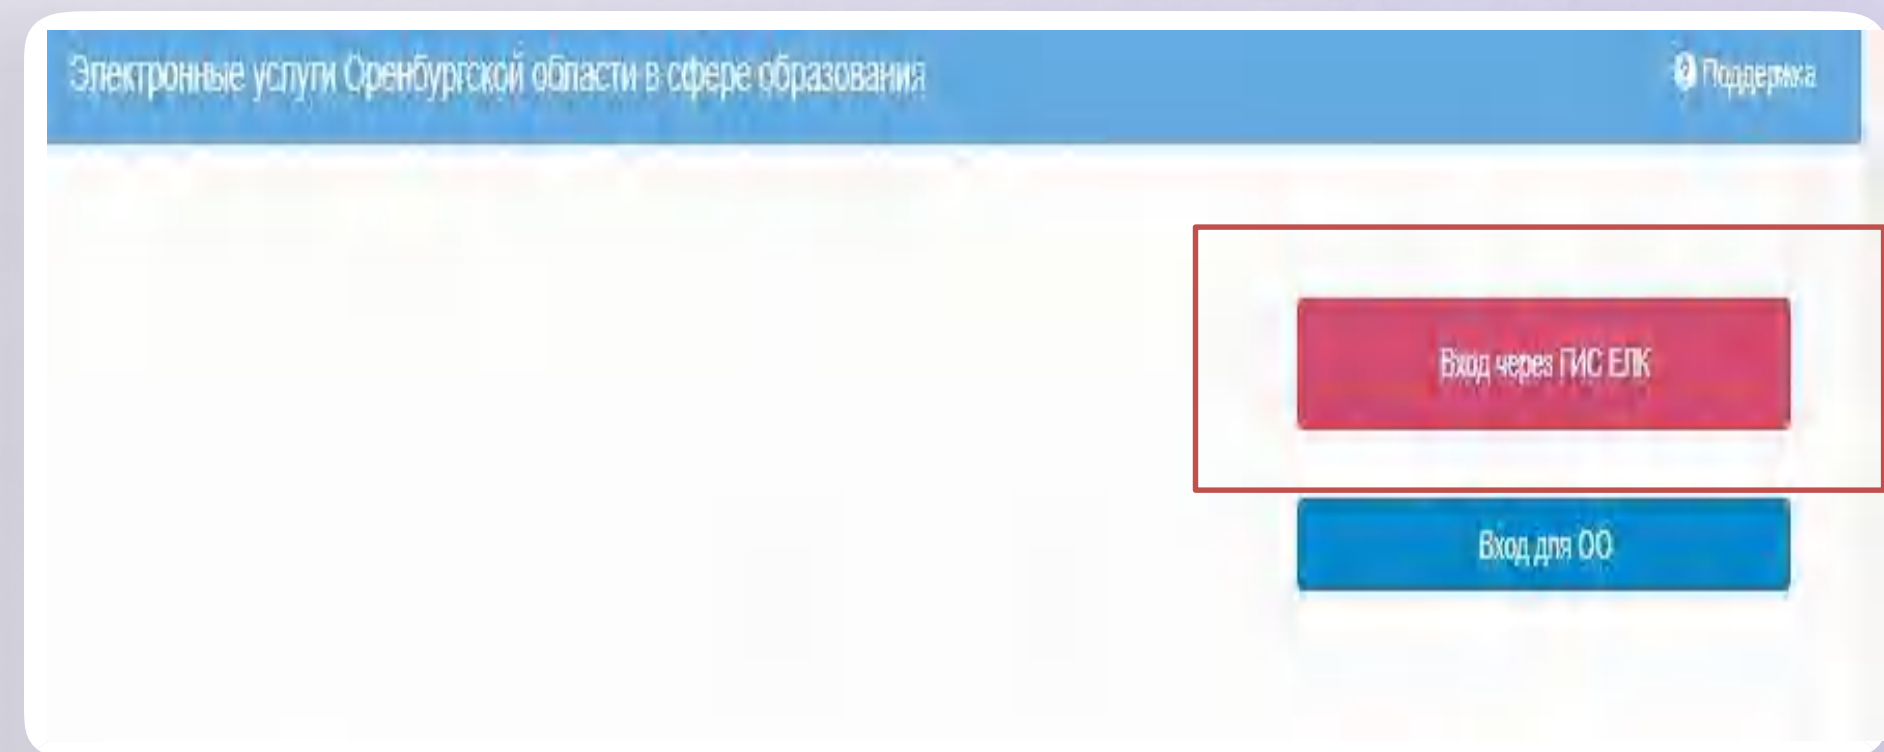 Электронные услуги Оренбургской области в сфере образования
Поддержка
Вход через ГИС ЕЛК
Вход для ОО